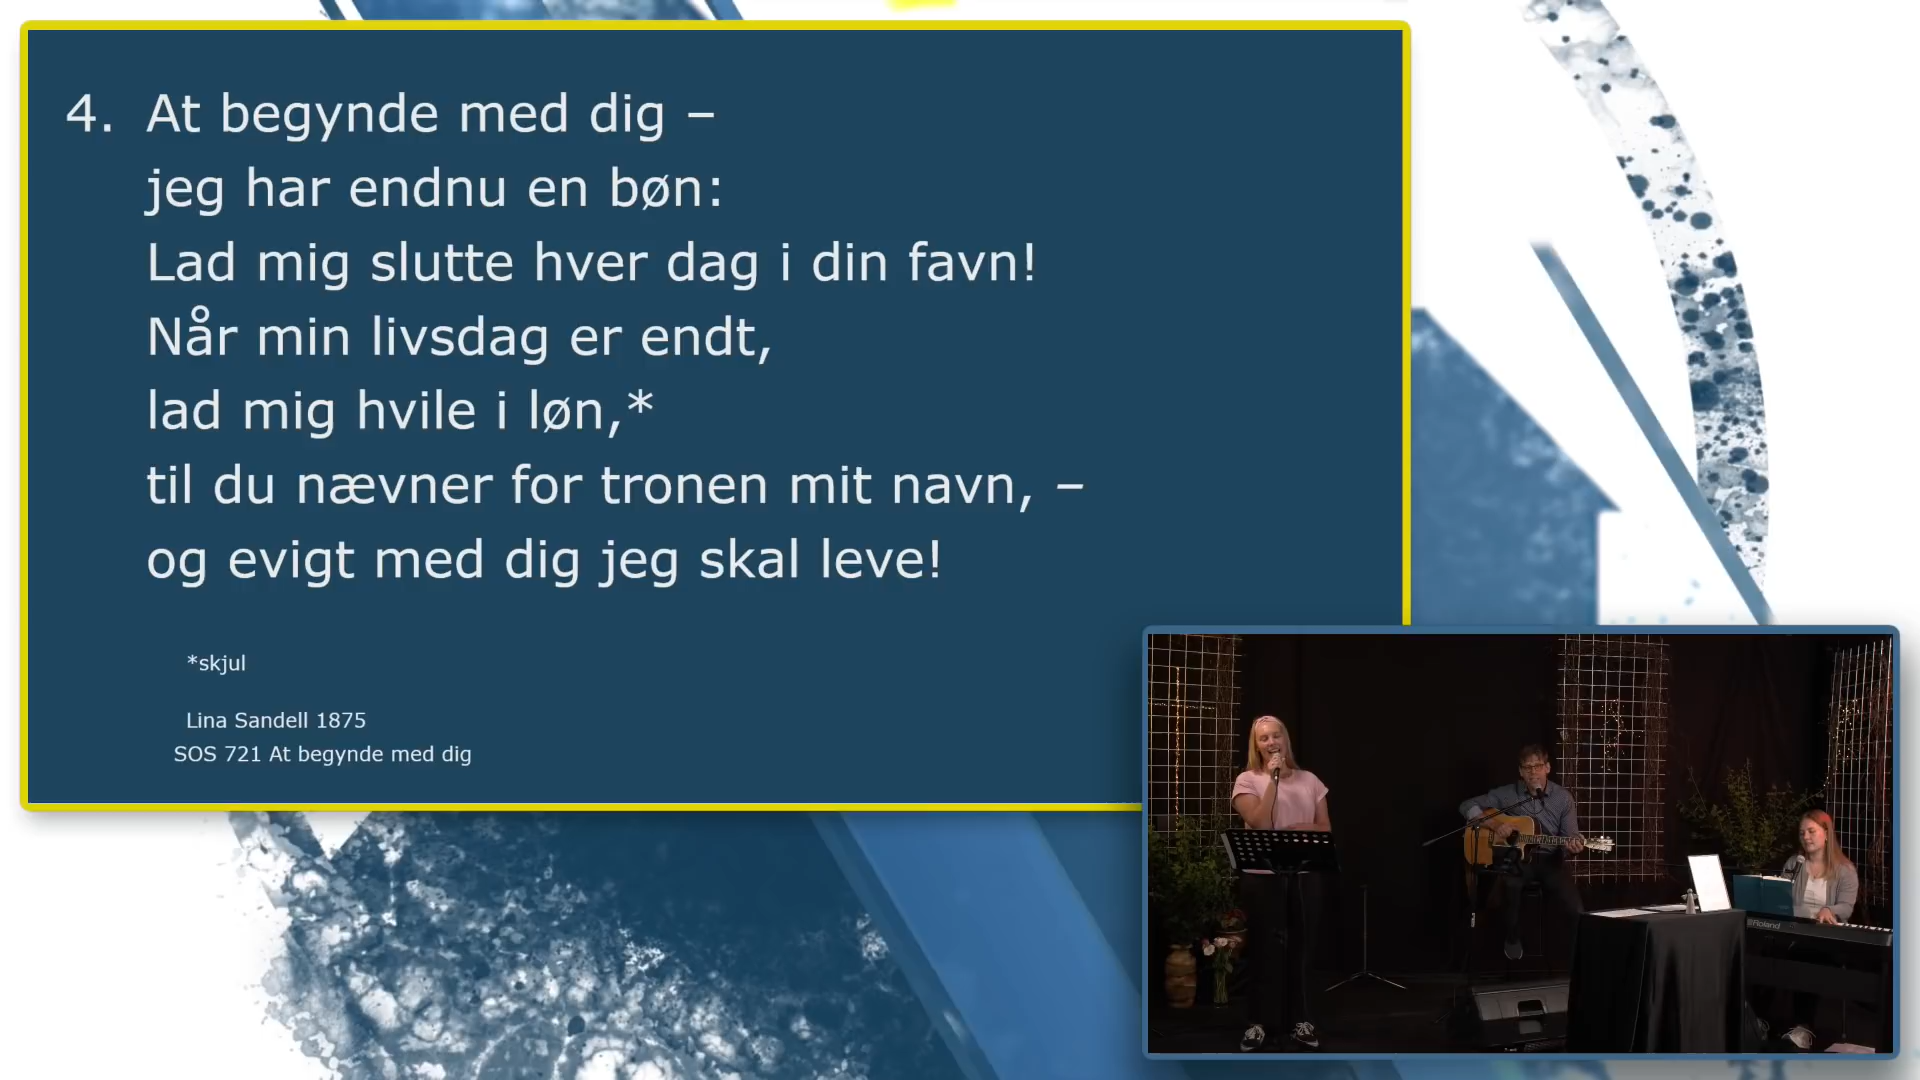 4. At begynde med dig –
jeg har endnu en bøn:
Lad mig slutte hver dag i din favn!
Når min livsdag er endt,
lad mig hvile i løn,*
til du nævner for tronen mit navn, –
og evigt med dig jeg skal leve!
*skjul
Lina Sandell 1875
SOS 721 At begynde med dig
Roland